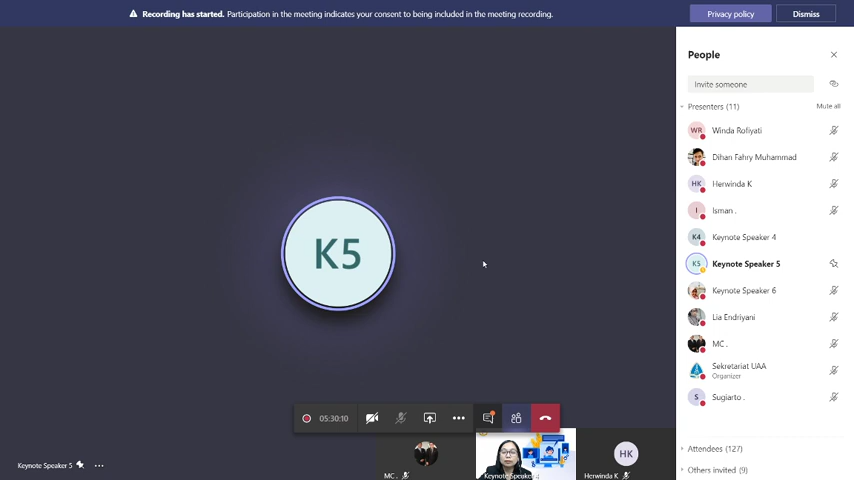 Recording has started. Participation in the meeting indicates your consent to being included in the meeting recording.
Privacy policy
Dismiss
People
Invite someone
Presenters (11)
Mute all
WR
Winda Rofiyati
Dihan Fahry Muhammad
HK
Herwinda K
I
Isman .
K4
Keynote Speaker 4
K5
Keynote Speaker 5
Keynote Speaker 6
Lia Endriyani
MC .
Sekretariat UAA
Organizer
S
Sugiarto .
Attendees (127)
Others invited (9)
K5
05:30:10
Keynote Speaker 5
MC .
Keynote Speaker 4
HK
Herwinda K